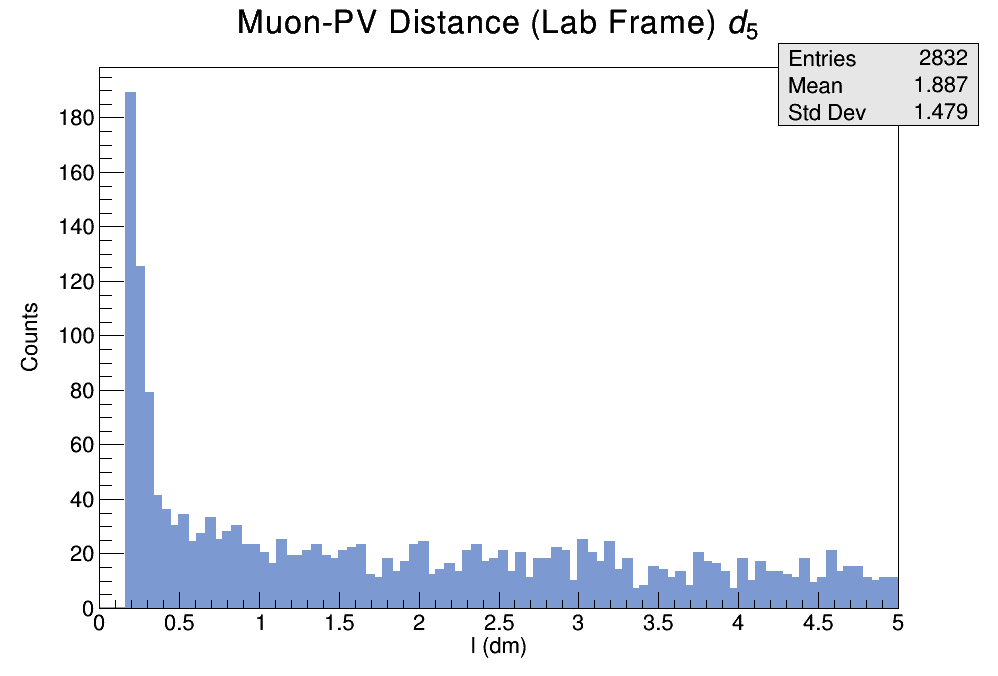 Muon-PV Distance (Lab Frame) d₅
Entries 2832
Mean 1.887
Std Dev 1.479
180
160
140
120
100
80
60
40
20
0
Counts
0 0.5 1 1.5 2 2.5 3 3.5 4 4.5 5
l (dm)